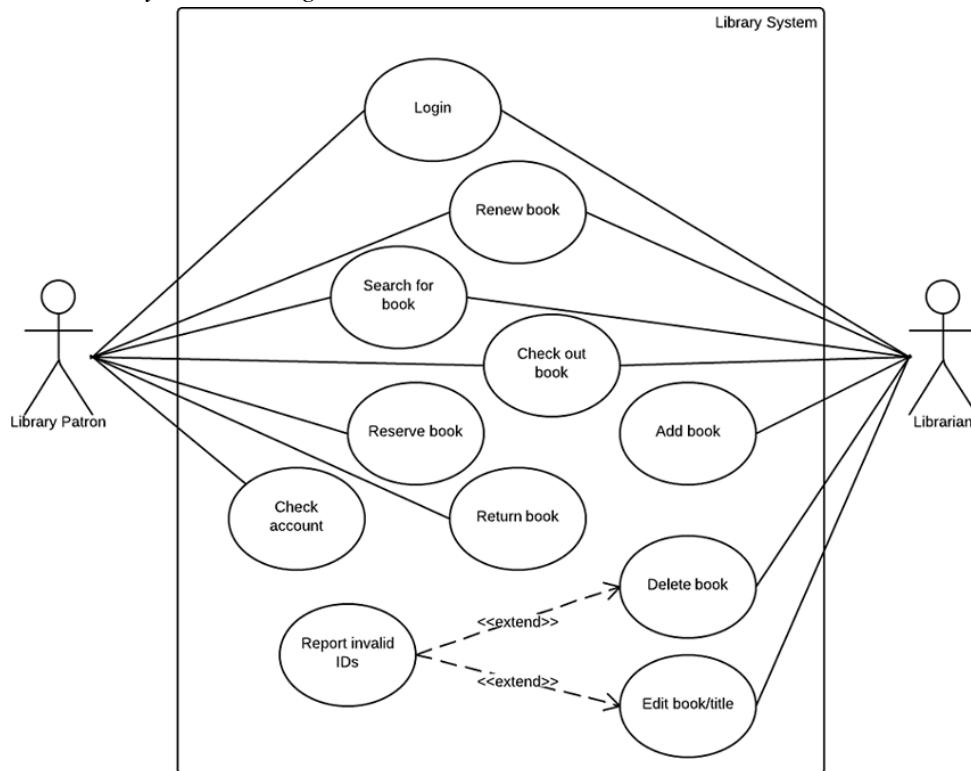 Library System
Login
Renew book
Search for
book
Check out
book
Library Patron
Librarian
Reserve book
Add book
Check
account
Return book
Delete book
<<extend>>
Report invalid
IDs
<<extend>>
Edit book/title